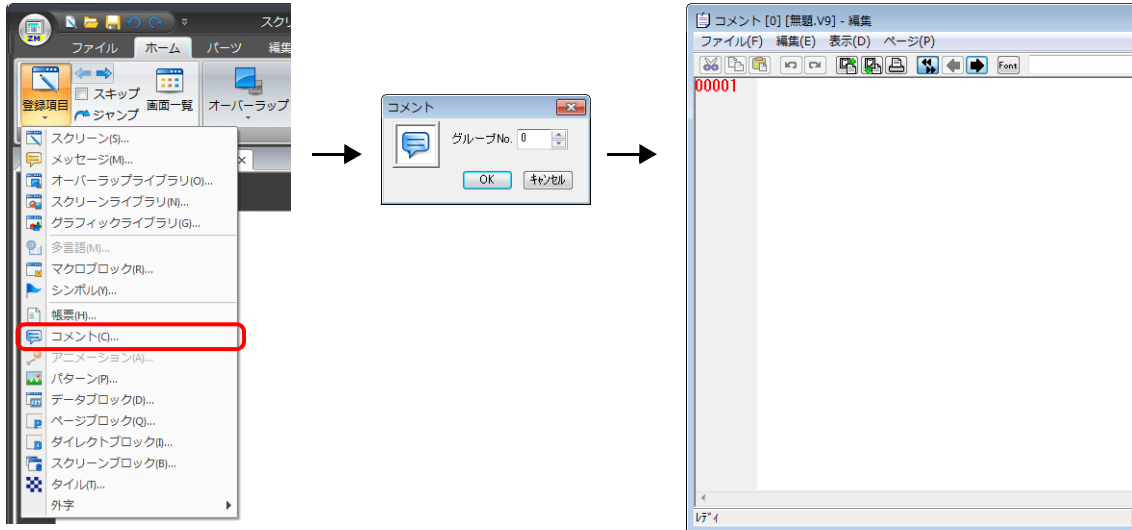 ZM
スクリ
ファイル ホーム パーツ 編集
登録項目
スキップ
ジャンプ
画面一覧
オーバーラップ
スクリーン(S)...
メッセージ(M)...
オーバーラップライブラリ(O)...
スクリーンライブラリ(N)...
グラフィックライブラリ(G)...
多言語(M)...
マクロブロック(R)...
シンボル(Y)...
帳票(H)...
コメント(C)...
アニメーション(A)...
パターン(P)...
データブロック(D)...
ページブロック(Q)...
ダイレクトブロック(I)...
スクリーンブロック(B)...
タイル(T)...
外字
コメント
グループNo. 0
OK キャンセル
コメント [0] [無題.V9] - 編集
ファイル(F) 編集(E) 表示(D) ページ(P)
Font
00001
レディ